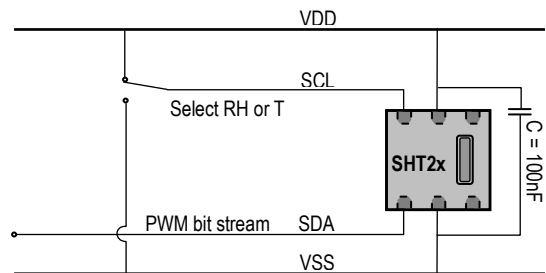 VDD
SCL
Select RH or T
SHT2x
C = 100nF
PWM bit stream SDA
VSS